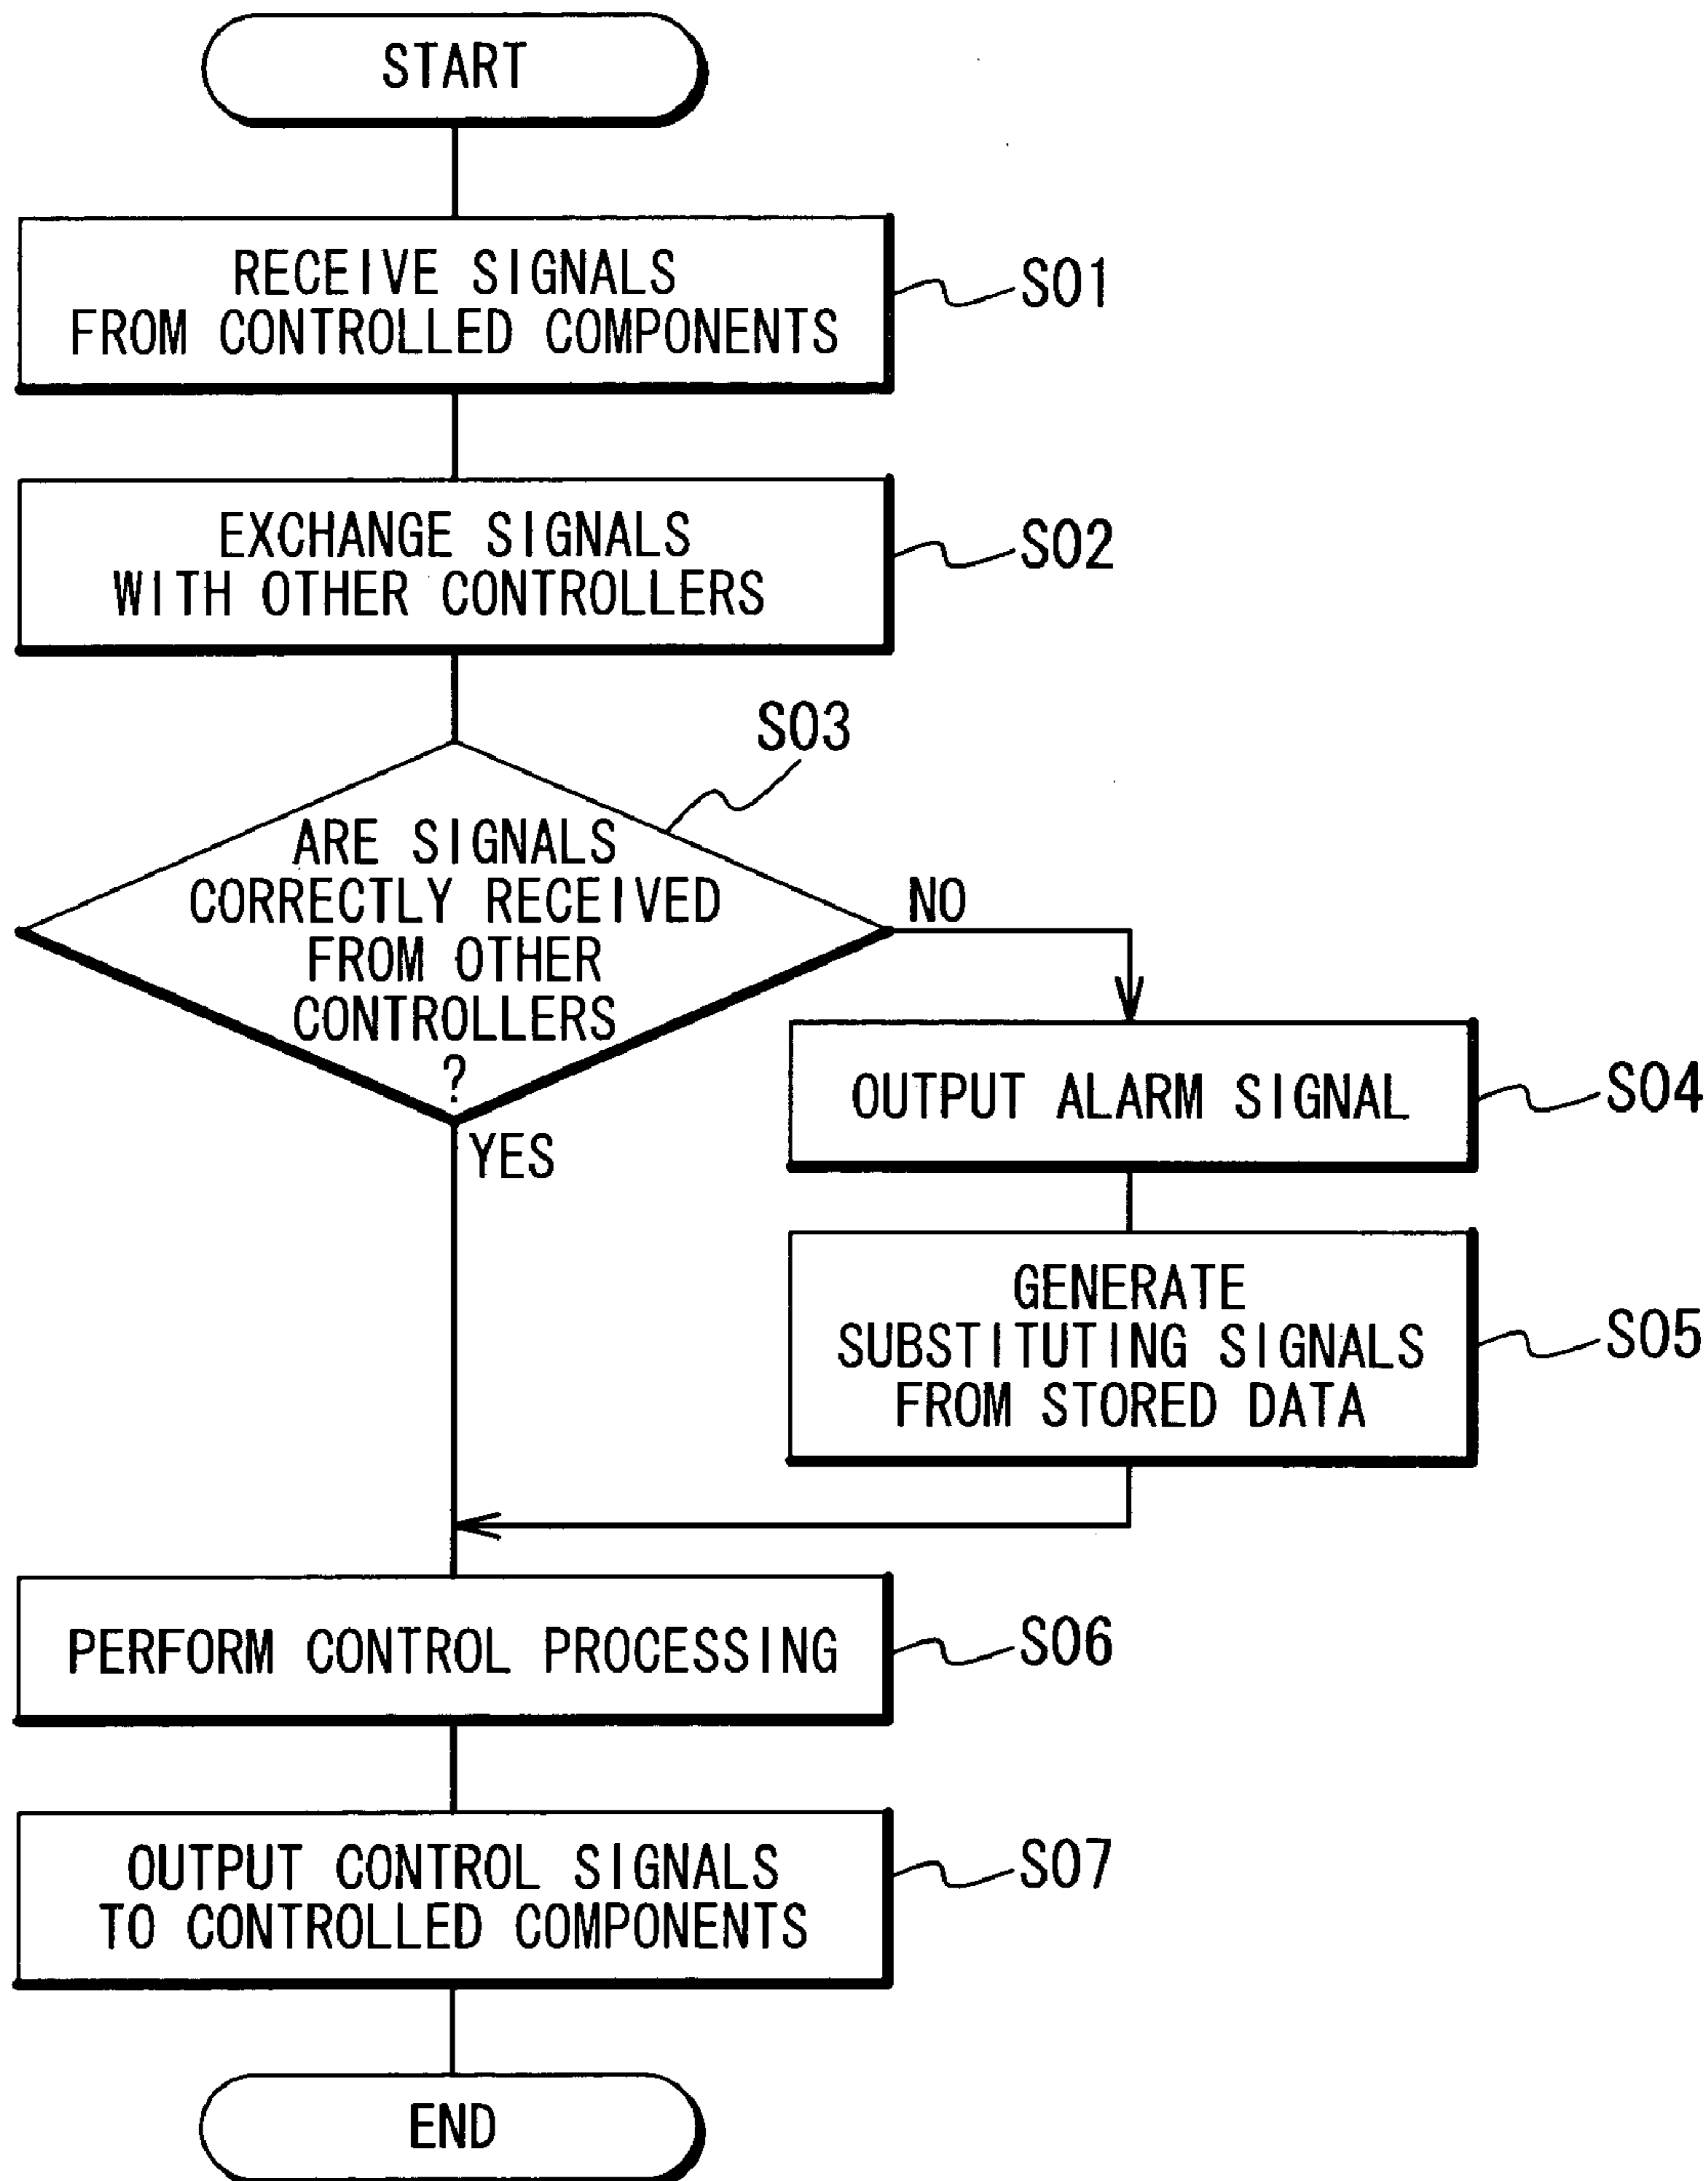 START
RECEIVE SIGNALS
FROM CONTROLLED COMPONENTS
S01
EXCHANGE SIGNALS
WITH OTHER CONTROLLERS
S02
S03
ARE SIGNALS
CORRECTLY RECEIVED
FROM OTHER
CONTROLLERS
?
NO
YES
OUTPUT ALARM SIGNAL
S04
GENERATE
SUBSTITUTING SIGNALS
FROM STORED DATA
S05
PERFORM CONTROL PROCESSING
S06
OUTPUT CONTROL SIGNALS
TO CONTROLLED COMPONENTS
S07
END